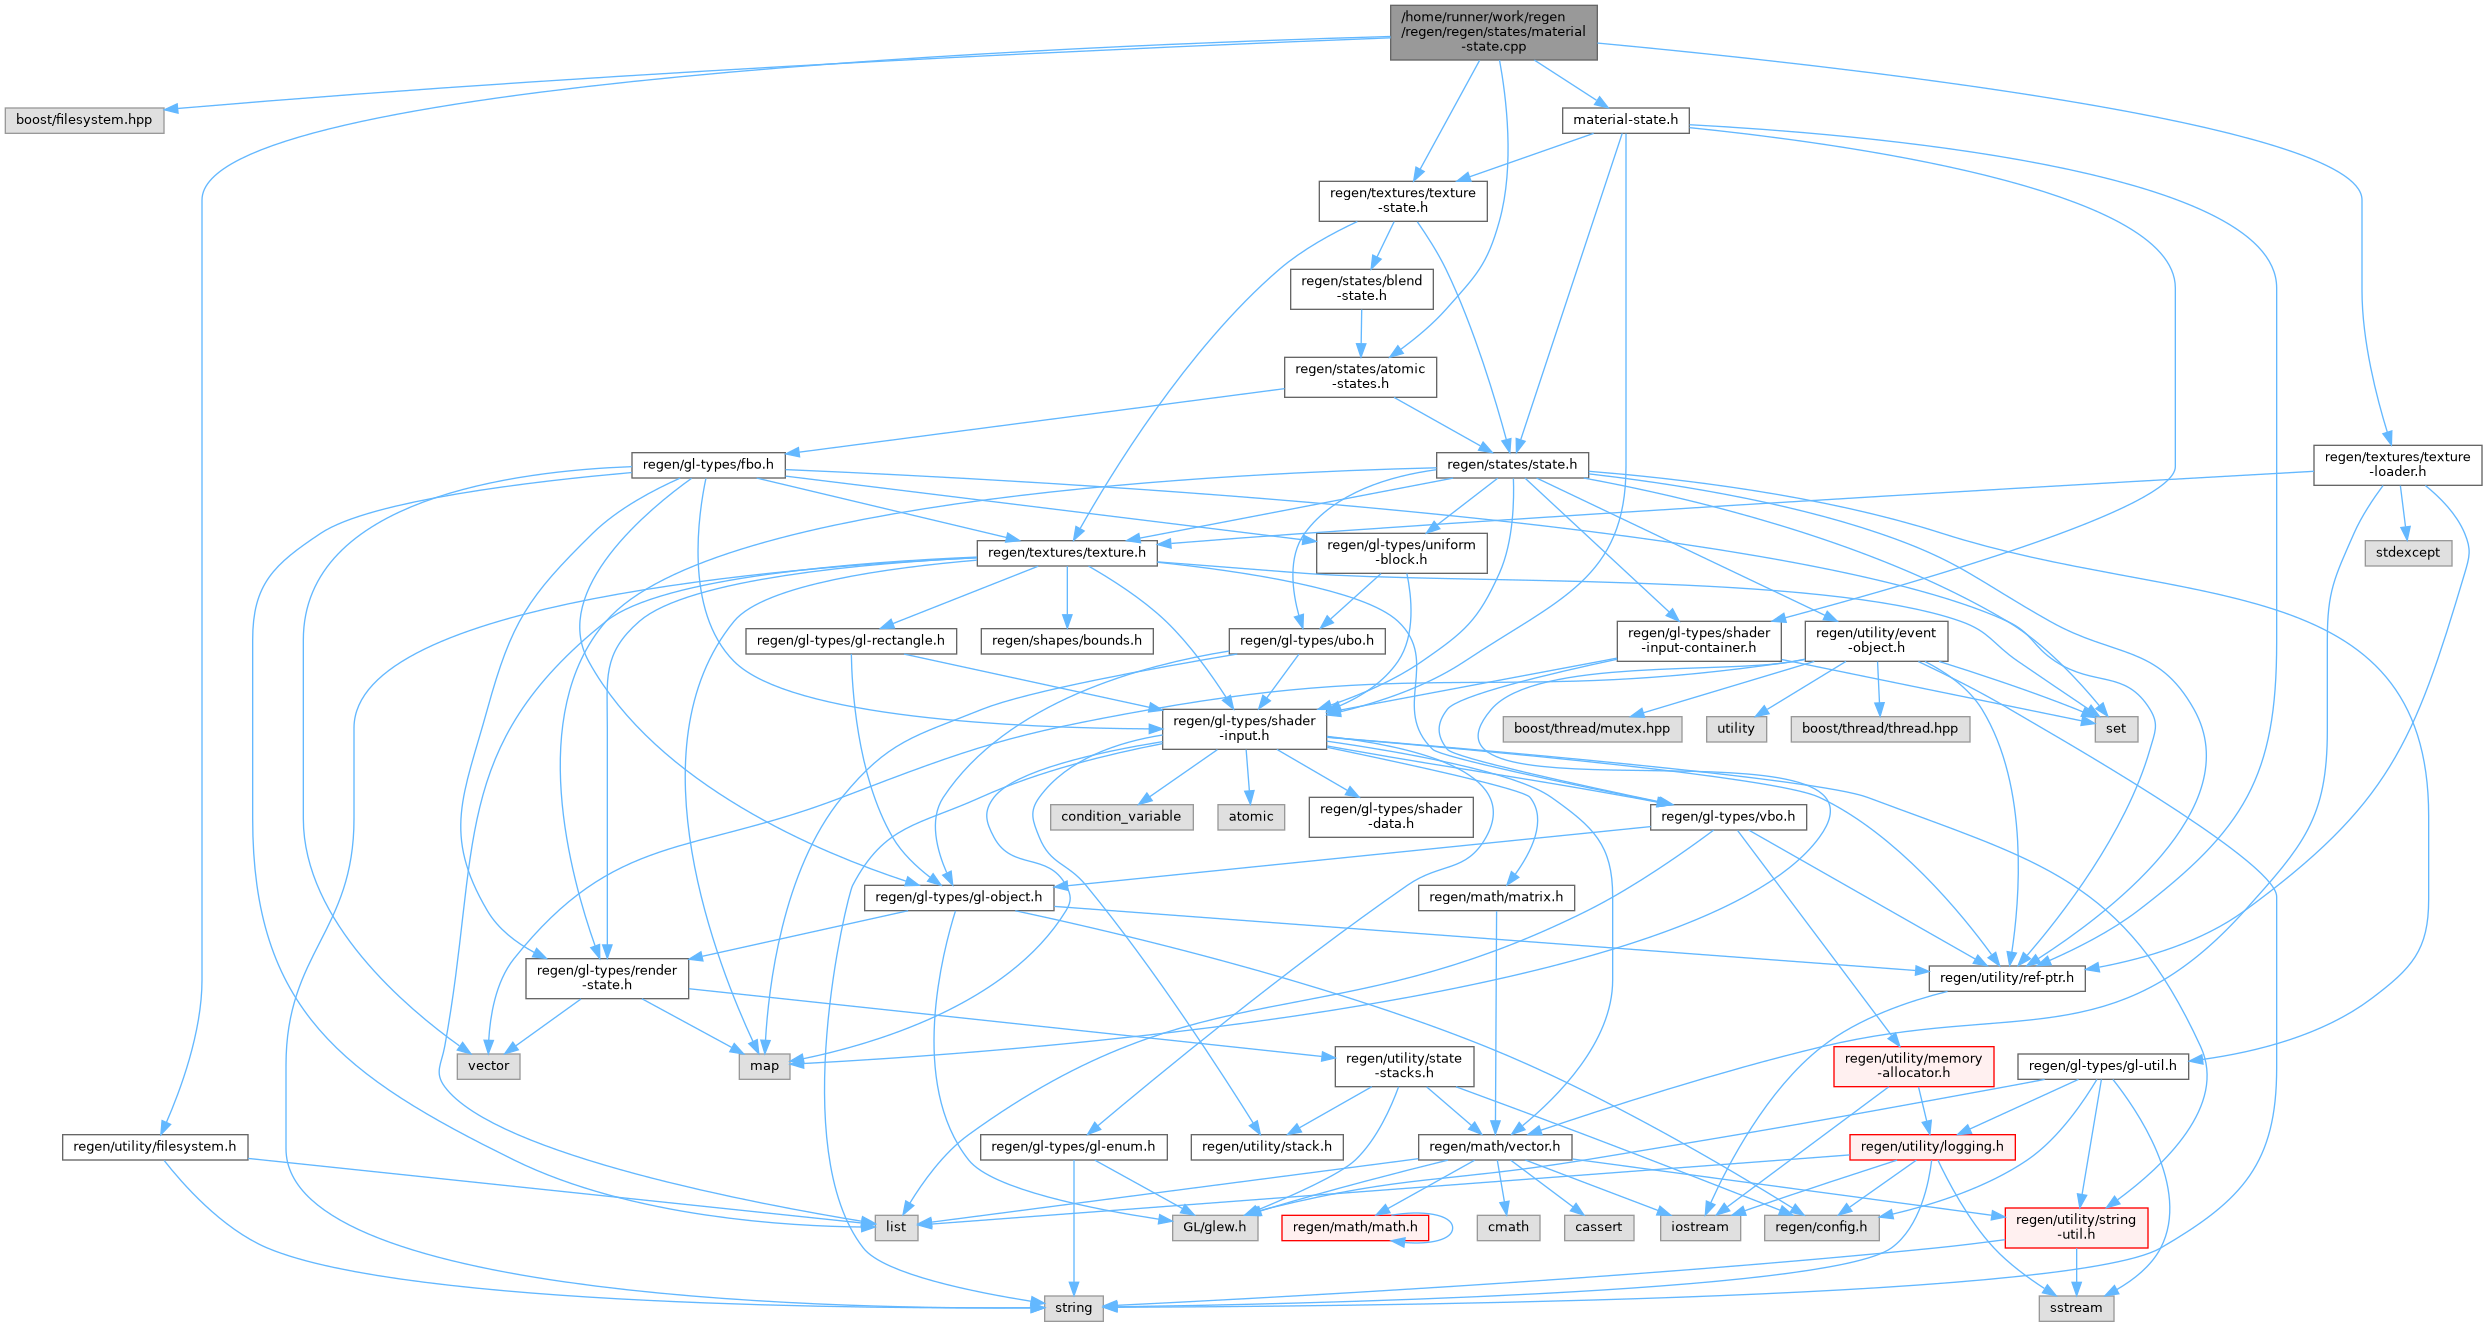 /home/runner/work/regen
/regen/regen/states/material
-state.cpp
boost/filesystem.hpp
material-state.h
regen/textures/texture
-state.h
regen/states/blend
-state.h
regen/states/atomic
-states.h
regen/gl-types/fbo.h
regen/states/state.h
regen/textures/texture
-loader.h
regen/textures/texture.h
regen/gl-types/uniform
-block.h
stdexcept
regen/gl-types/gl-rectangle.h
regen/shapes/bounds.h
regen/gl-types/ubo.h
regen/gl-types/shader
-input-container.h
regen/utility/event
-object.h
regen/gl-types/shader
-input.h
boost/thread/mutex.hpp
utility
boost/thread/thread.hpp
set
condition_variable
atomic
regen/gl-types/shader
-data.h
regen/gl-types/vbo.h
regen/gl-types/gl-object.h
regen/math/matrix.h
regen/gl-types/render
-state.h
regen/utility/ref-ptr.h
vector
map
regen/utility/state
-stacks.h
regen/utility/memory
-allocator.h
regen/gl-types/gl-util.h
regen/utility/filesystem.h
regen/gl-types/gl-enum.h
regen/utility/stack.h
regen/math/vector.h
regen/utility/logging.h
list
GL/glew.h
regen/math/math.h
cmath
cassert
iostream
regen/config.h
regen/utility/string
-util.h
string
sstream